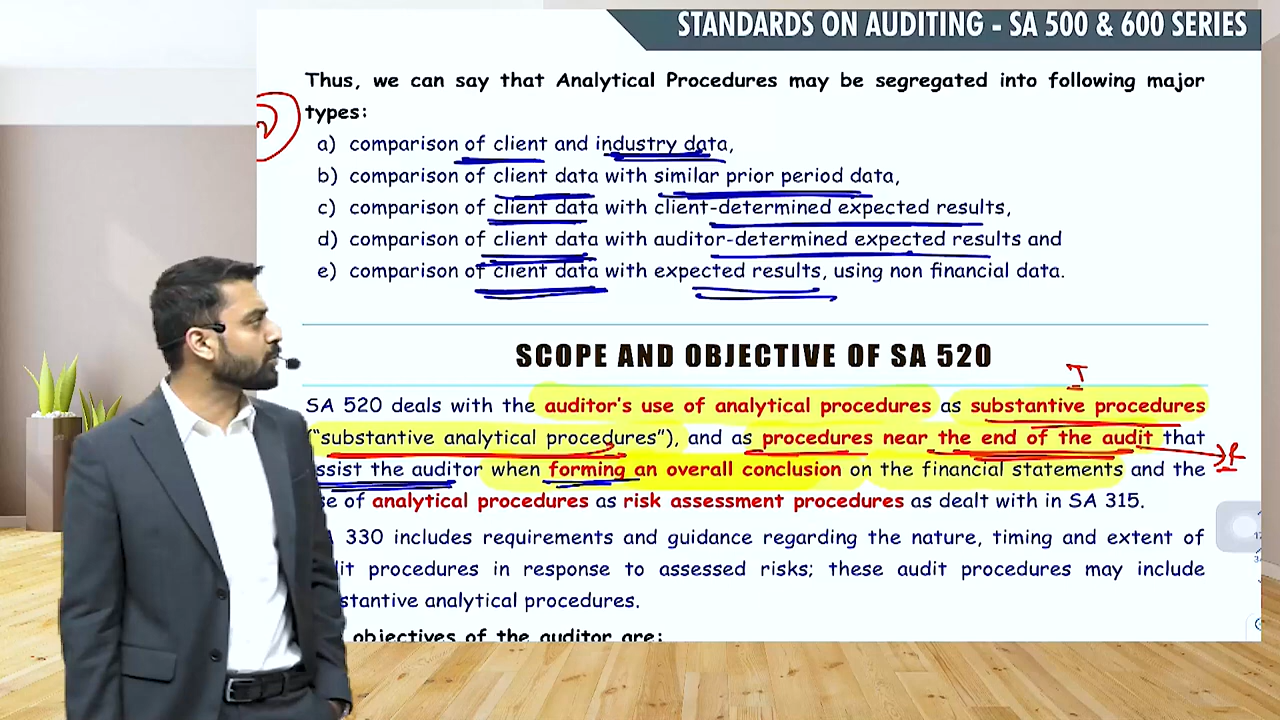 STANDARDS ON AUDITING - SA 500 & 600 SERIES
Thus, we can say that Analytical Procedures may be segregated into following major
types:
a) comparison of client and industry data,
b) comparison of client data with similar prior period data,
c) comparison of client data with client-determined expected results,
d) comparison of client data with auditor-determined expected results and
e) comparison of client data with expected results, using non financial data.
SCOPE AND OBJECTIVE OF SA 520
I
SA 520 deals with the auditor's use of analytical procedures as substantive procedures
("substantive analytical procedures"), and as procedures near the end of the audit that
assist the auditor when forming an overall conclusion on the financial statements and the
of analytical procedures as risk assessment procedures as dealt with in SA 315.
330 includes requirements and guidance regarding the nature, timing and extent of
procedures in response to assessed risks; these audit procedures may include
analytical procedures.
objectives of the auditor are: